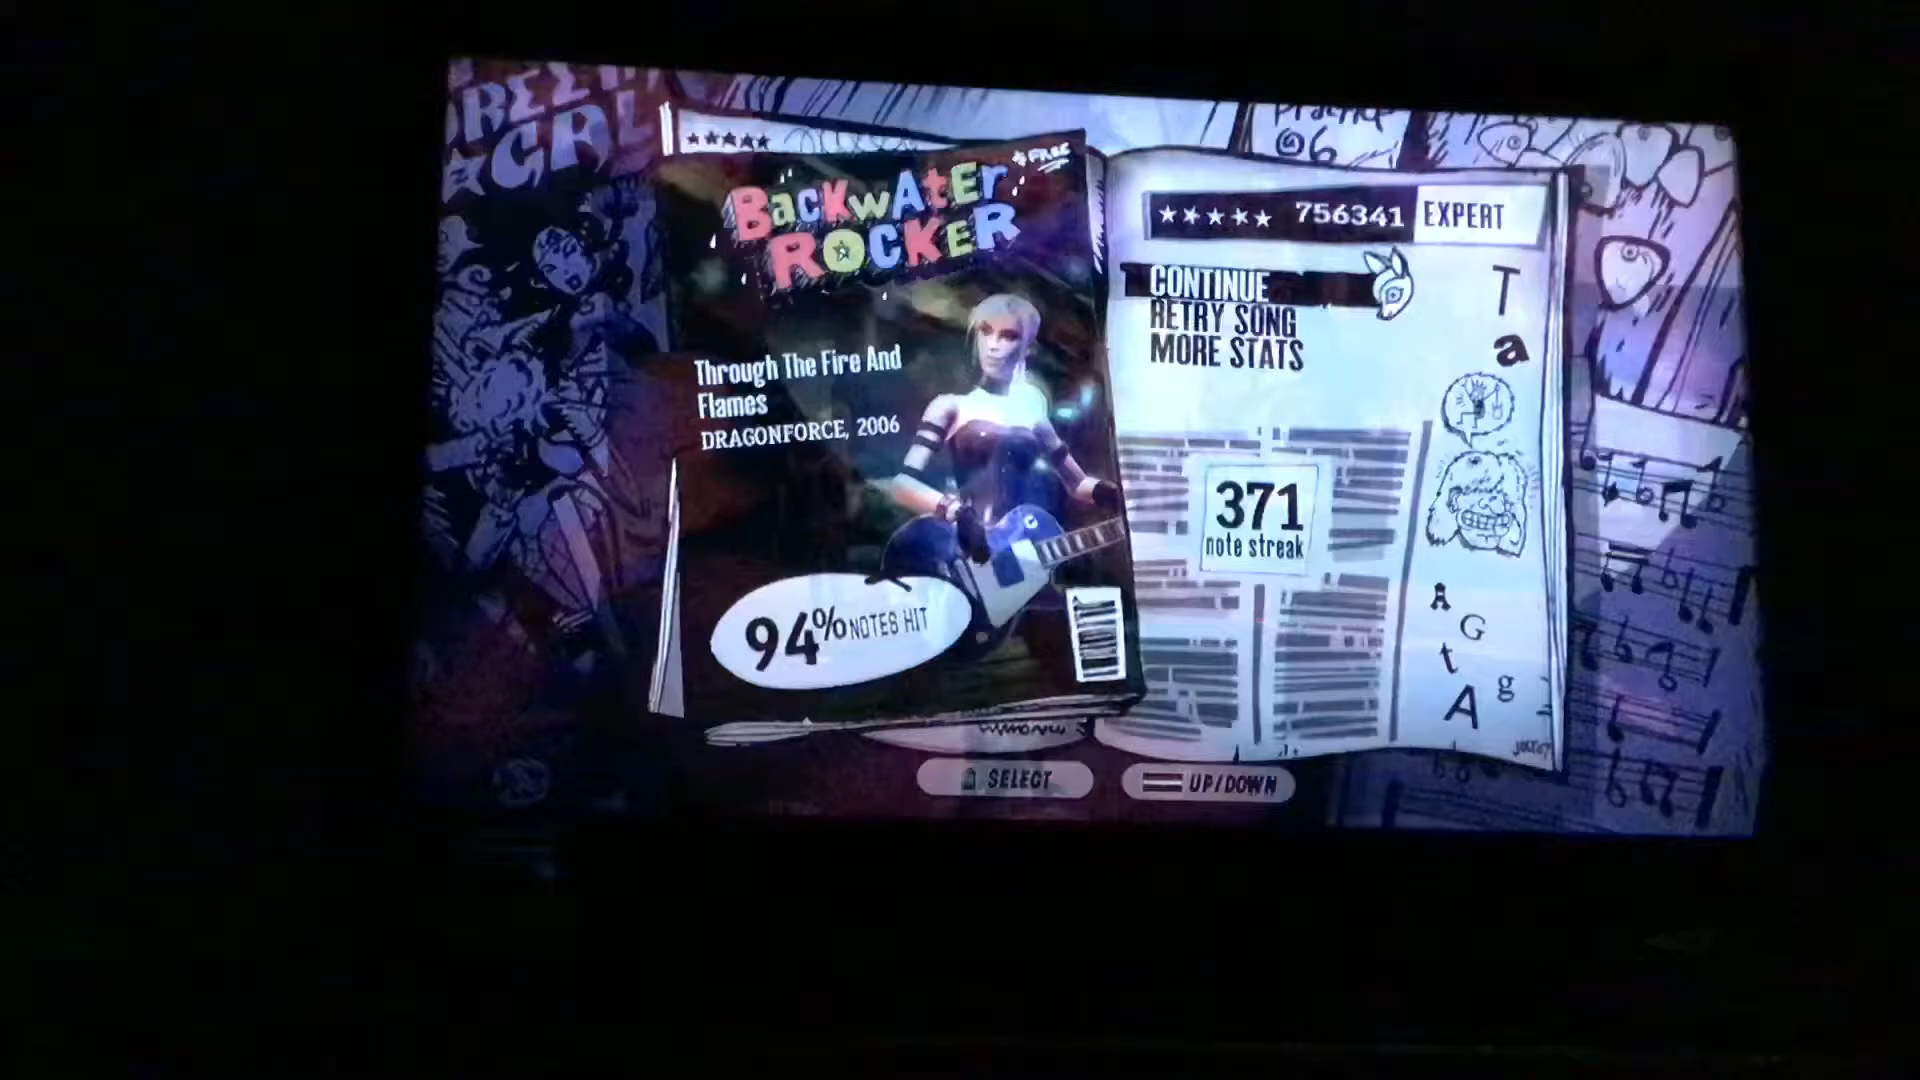 BACKWATER
ROCKER
Through The Fire And
Flames
DRAGONFORCE, 2006
94% NOTES HIT
756341 EXPERT
CONTINUE
RETRY SONG
MORE STATS
371
note streak
T
a
A
G
t
g
A
SELECT
UP/DOWN